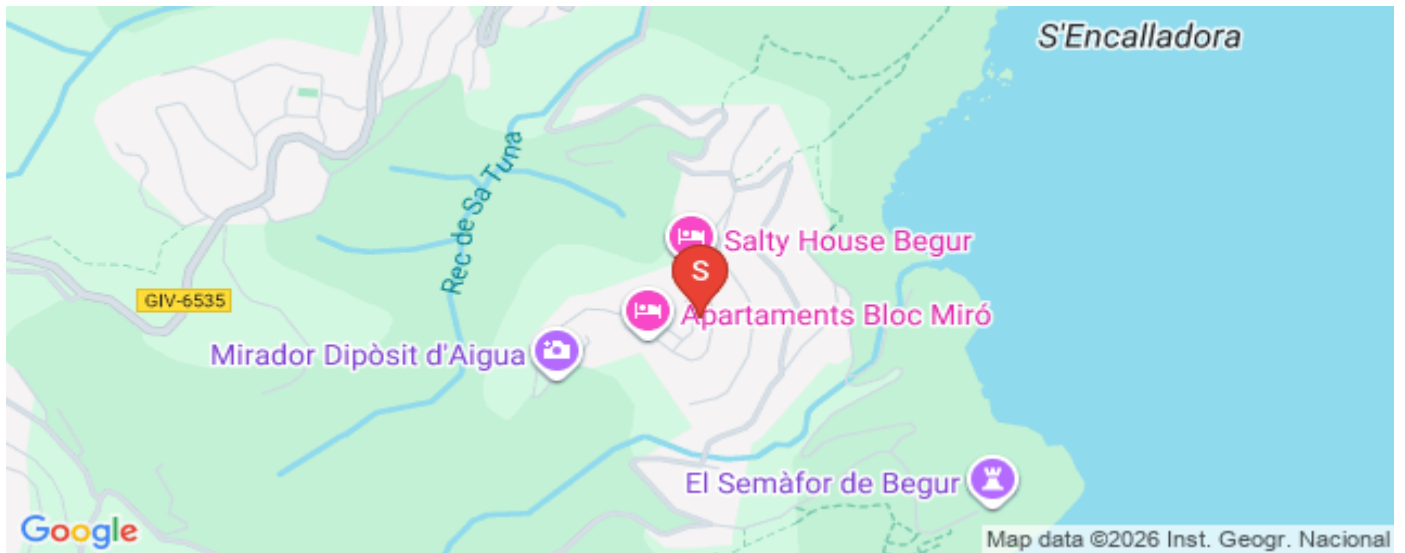 S'Encalladora
Rec de Sa Tuna
Salty House Begur
S
GIV-6535
Apartaments Bloc Miró
Mirador Dipòsit d'Aigua
El Semàfor de Begur
Google
Map data ©2026 Inst. Geogr. Nacional